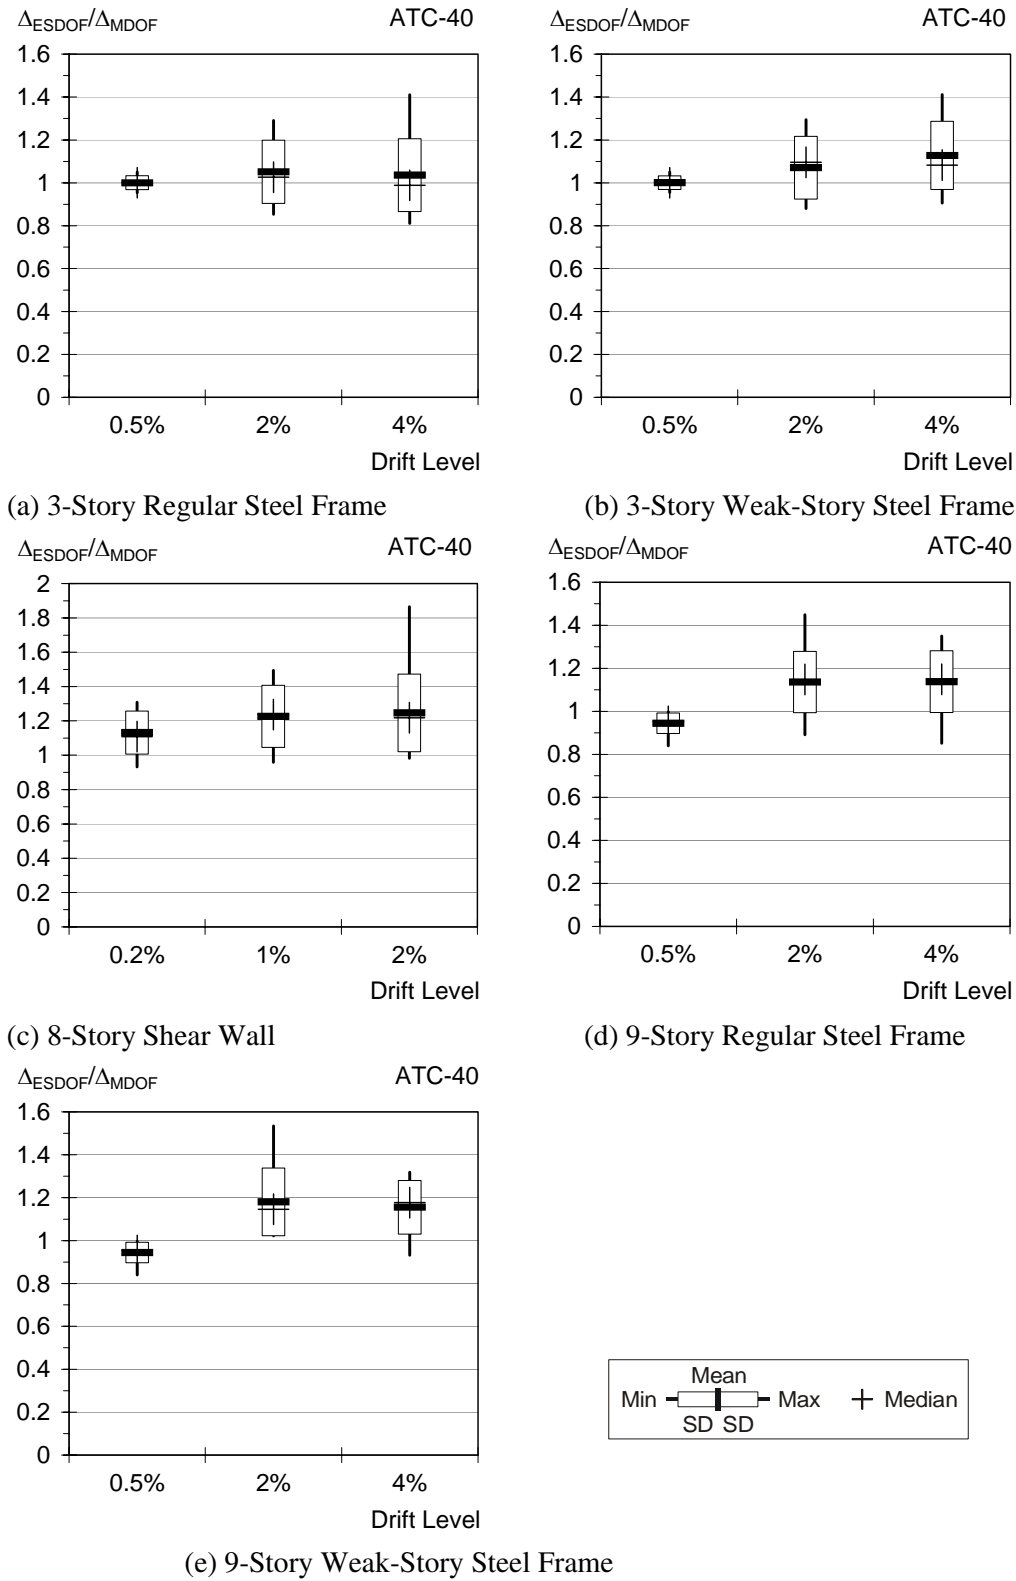 ΔESDOF/ΔMDOF ATC-40
1.6
1.4
1.2
1
0.8
0.6
0.4
0.2
0
0.5% 2% 4%
Drift Level
(a) 3-Story Regular Steel Frame
ΔESDOF/ΔMDOF ATC-40
1.6
1.4
1.2
1
0.8
0.6
0.4
0.2
0
0.5% 2% 4%
Drift Level
(b) 3-Story Weak-Story Steel Frame
ΔESDOF/ΔMDOF ATC-40
2
1.8
1.6
1.4
1.2
1
0.8
0.6
0.4
0.2
0
0.2% 1% 2%
Drift Level
(c) 8-Story Shear Wall
ΔESDOF/ΔMDOF ATC-40
1.6
1.4
1.2
1
0.8
0.6
0.4
0.2
0
0.5% 2% 4%
Drift Level
(d) 9-Story Regular Steel Frame
ΔESDOF/ΔMDOF ATC-40
1.6
1.4
1.2
1
0.8
0.6
0.4
0.2
0
0.5% 2% 4%
Drift Level
(e) 9-Story Weak-Story Steel Frame
Mean
Min Max Median
SD SD